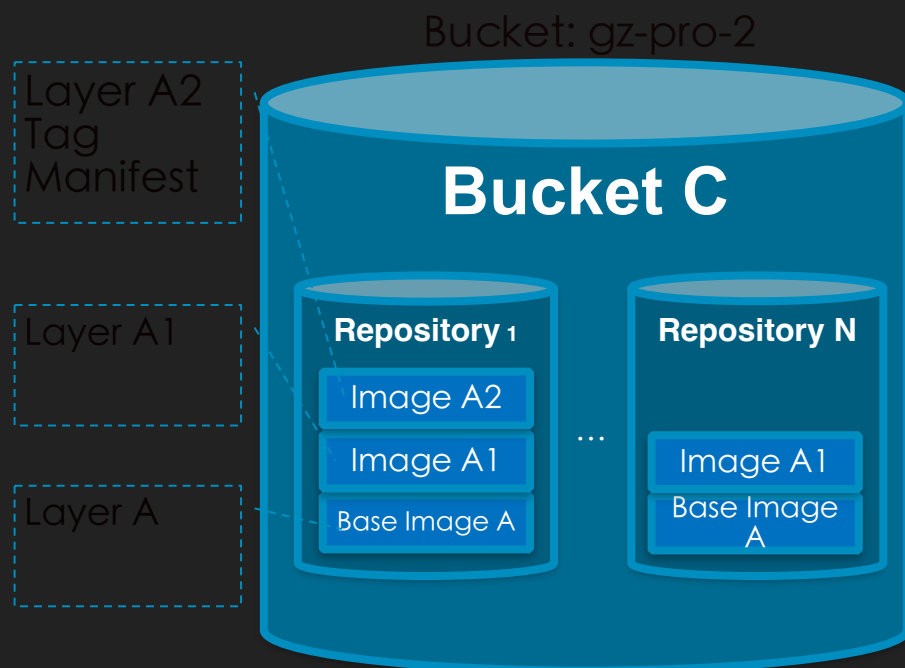 Bucket: gz-pro-2
Layer A2
Tag
Manifest
Bucket C
Layer A1
Repository 1
Repository N
Image A2
...
Image A1
Image A1
Layer A
Base Image A
Base Image
A